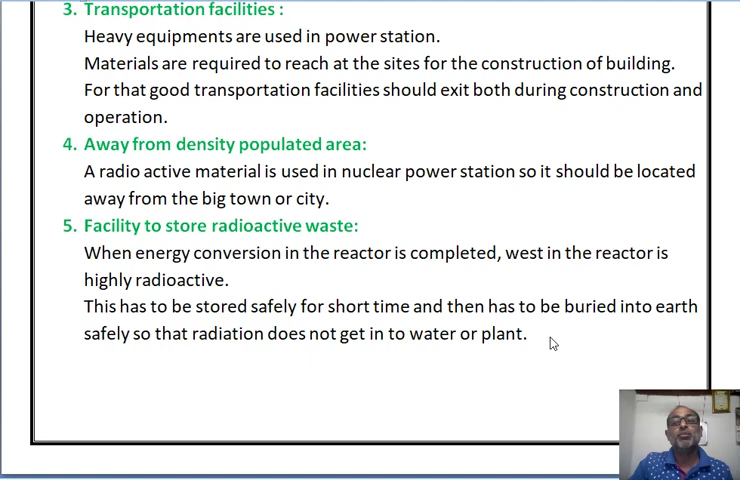 3. Transportation facilities :
Heavy equipments are used in power station.
Materials are required to reach at the sites for the construction of building.
For that good transportation facilities should exit both during construction and
operation.
4. Away from density populated area:
A radio active material is used in nuclear power station so it should be located
away from the big town or city.
5. Facility to store radioactive waste:
When energy conversion in the reactor is completed, west in the reactor is
highly radioactive.
This has to be stored safely for short time and then has to be buried into earth
safely so that radiation does not get in to water or plant.